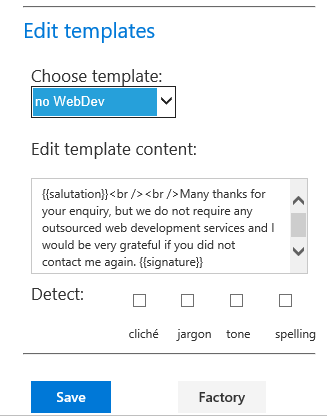 Edit templates
Choose template:
no WebDev
Edit template content:
{{salutation}}<br /><br />Many thanks for
your enquiry, but we do not require any
outsourced web development services and I
would be very grateful if you did not
contact me again. {{signature}}
Detect:
cliché jargon tone spelling
Save Factory